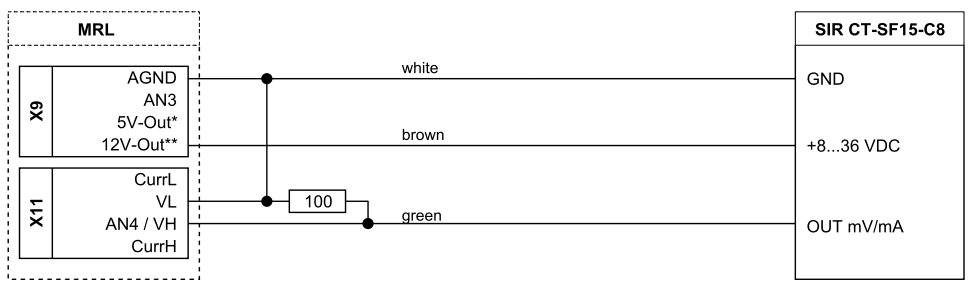 MRL
SIR CT-SF15-C8
X9
AGND
AN3
5V-Out*
12V-Out**
white
brown
GND
+8...36 VDC
X11
CurrL
VL
AN4 / VH
CurrH
100
green
OUT mV/mA